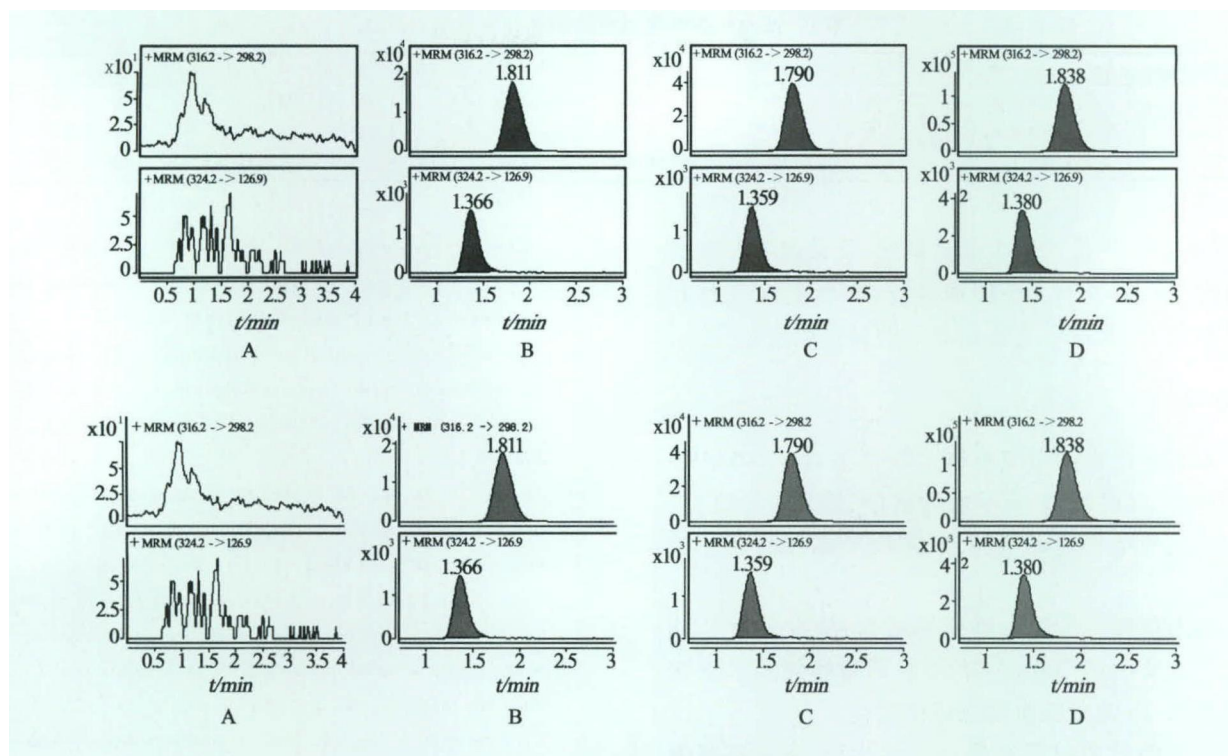 x10¹ +MRM (316.2 -> 298.2)
5
2.5
0
+MRM (324.2 -> 126.9)
5
2.5
0
0.5 1 1.5 2 2.5 3 3.5 4
t/min
A
x10⁴ +MRM (316.2 -> 298.2)
1.811
2
1
0
x10³ +MRM (324.2 -> 126.9)
1.366
1
0
1 1.5 2 2.5 3
t/min
B
x10⁴ +MRM (316.2 -> 298.2)
1.790
4
2
0
x10³ +MRM (324.2 -> 126.9)
1.359
1
0
1 1.5 2 2.5 3
t/min
C
x10⁵ +MRM (316.2 -> 298.2)
1.838
1
0.5
0
x10³ +MRM (324.2 -> 126.9)
4 2 1.380
2
0
1 1.5 2 2.5 3
t/min
D
x10¹ + MRM (316.2 -> 298.2
5
2.5
0
+ MRM (324.2 -> 126.9
5
2.5
0
0.5 1 1.5 2 2.5 3 3.5 4
t/min
A
x10⁴ + MRM (316.2 -> 298.2)
1.811
2
1
0
x10³ + MRM (324.2 -> 126.9
1.366
1
0
1 1.5 2 2.5 3
t/min
B
x10⁴ + MRM (316.2 -> 298.2
1.790
4
2
0
x10³ + MRM (324.2 -> 126.9
1.359
1
0
1 1.5 2 2.5 3
t/min
C
x10⁵ + MRM (316.2 -> 298.2
1.838
1
0.5
0
x10³ + MRM (324.2 -> 126.9
4 2 1.380
2
0
1 1.5 2 2.5 3
t/min
D